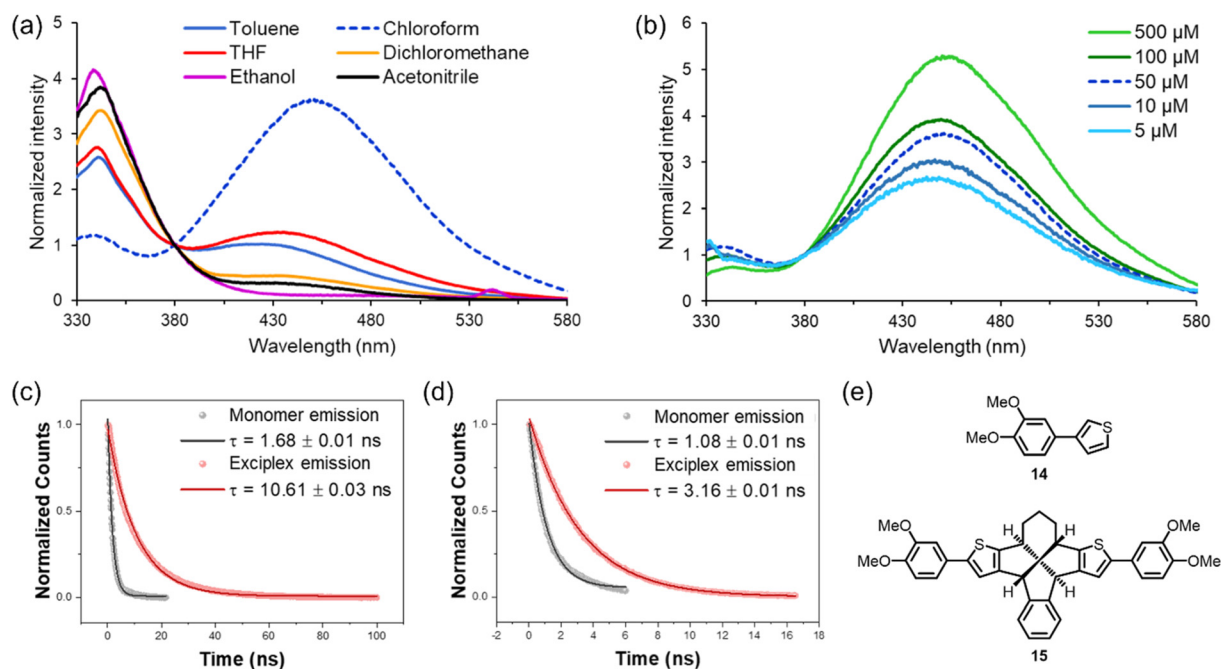 (a)
Normalized intensity
5
4
3
2
1
0
Toluene
Chloroform
THF
Dichloromethane
Ethanol
Acetonitrile
330 380 430 480 530 580
Wavelength (nm)
(b)
Normalized intensity
6
5
4
3
2
1
0
500 µM
100 µM
50 µM
10 µM
5 µM
330 380 430 480 530 580
Wavelength (nm)
(c)
Normalized Counts
1.0
0.5
0.0
Monomer emission
τ = 1.68 ± 0.01 ns
Exciplex emission
τ = 10.61 ± 0.03 ns
0 20 40 60 80 100
Time (ns)
(d)
Normalized Counts
1.0
0.5
0.0
Monomer emission
τ = 1.08 ± 0.01 ns
Exciplex emission
τ = 3.16 ± 0.01 ns
-2 0 2 4 6 8 10 12 14 16 18
Time (ns)
(e)
MeO
MeO
S
14
MeO
MeO
S
H
H
H
H
S
OMe
OMe
15